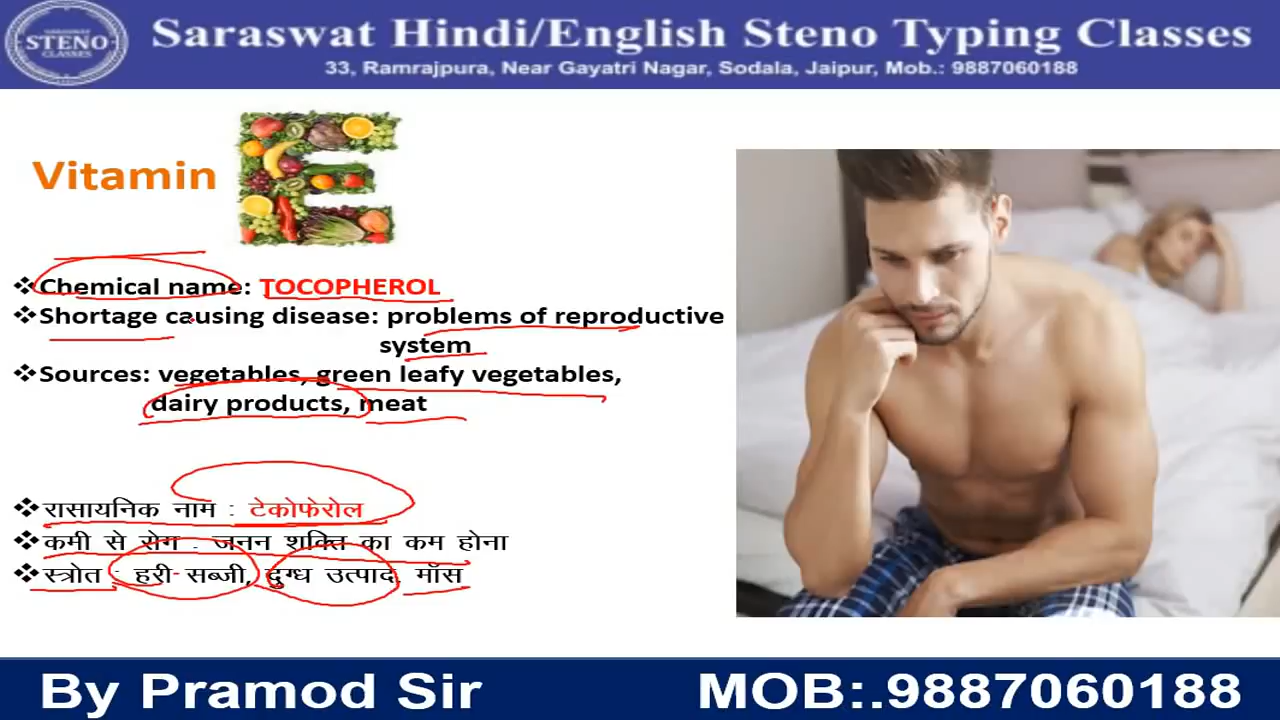 SARASWAT
STENO
CLASSES
Saraswat Hindi/English Steno Typing Classes
33, Ramrajpura, Near Gayatri Nagar, Sodala, Jaipur, Mob.: 9887060188
Vitamin E
❖Chemical name: TOCOPHEROL
❖Shortage causing disease: problems of reproductive
system
❖Sources: vegetables, green leafy vegetables,
dairy products, meat
❖रासायनिक नाम : टेकोफेरोल
❖कमी से रोग : जनन शक्ति का कम होना
❖स्त्रोत : हरी सब्जी, दुग्ध उत्पाद, माँस
By Pramod Sir
MOB:.9887060188